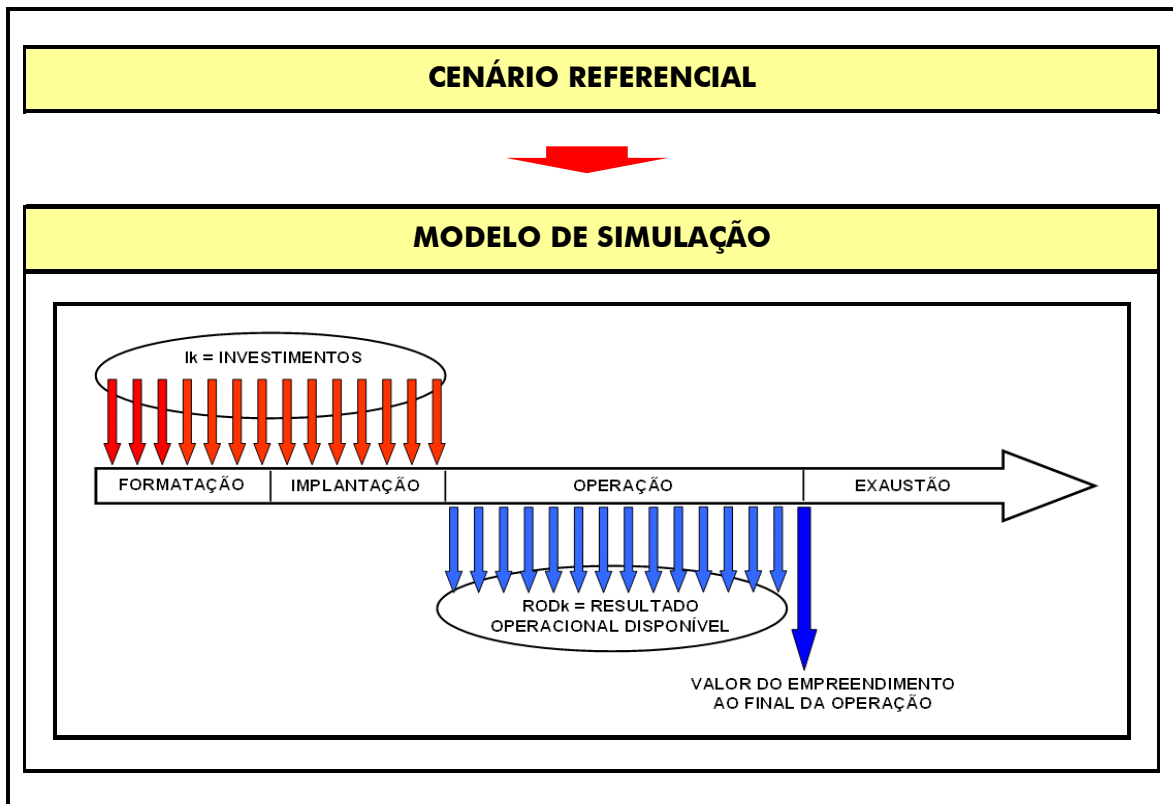 CENÁRIO REFERENCIAL
MODELO DE SIMULAÇÃO
Ik = INVESTIMENTOS
FORMATAÇÃO
IMPLANTAÇÃO
OPERAÇÃO
EXAUSTÃO
RODk = RESULTADO
OPERACIONAL DISPONÍVEL
VALOR DO EMPREENDIMENTO
AO FINAL DA OPERAÇÃO